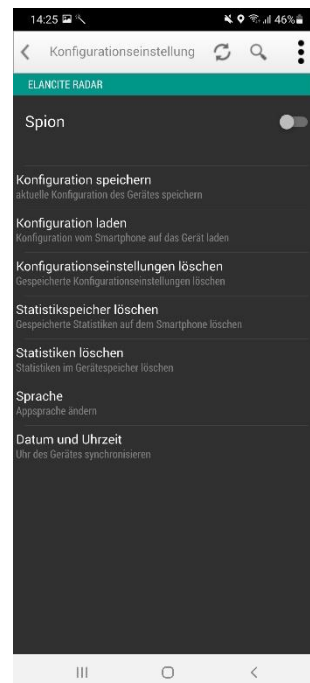 14:25 46%
Konfigurationseinstellung
ELANCITE RADAR
Spion
Konfiguration speichern
aktuelle Konfiguration des Gerätes speichern
Konfiguration laden
Konfiguration vom Smartphone auf das Gerät laden
Konfigurationseinstellungen löschen
Gespeicherte Konfigurationseinstellungen löschen
Statistikspeicher löschen
Gespeicherte Statistiken auf dem Smartphone löschen
Statistiken löschen
Statistiken im Gerätespeicher löschen
Sprache
Appsprache ändern
Datum und Uhrzeit
Uhr des Gerätes synchronisieren